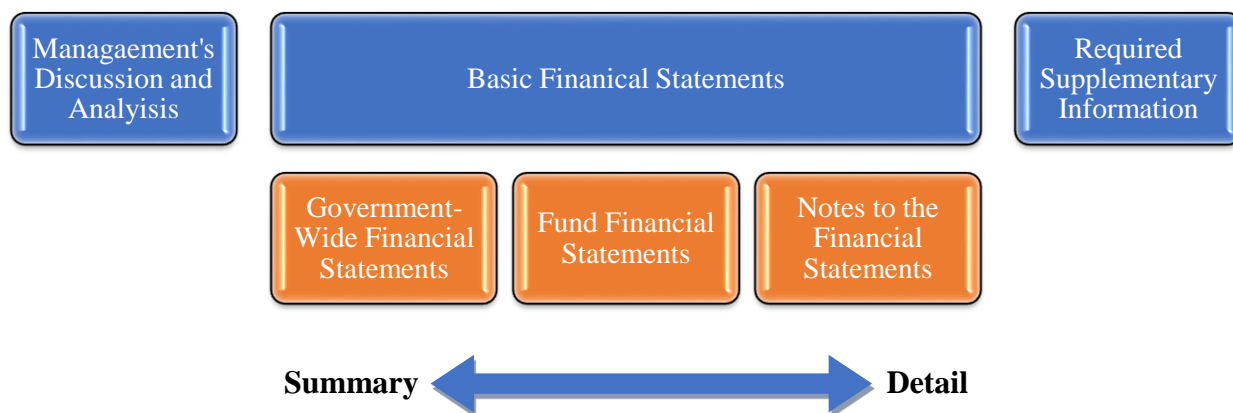 Managaement's
Discussion and
Analyisis
Basic Finanical Statements
Required
Supplementary
Information
Government-
Wide Financial
Statements
Fund Financial
Statements
Notes to the
Financial
Statements
Summary
Detail